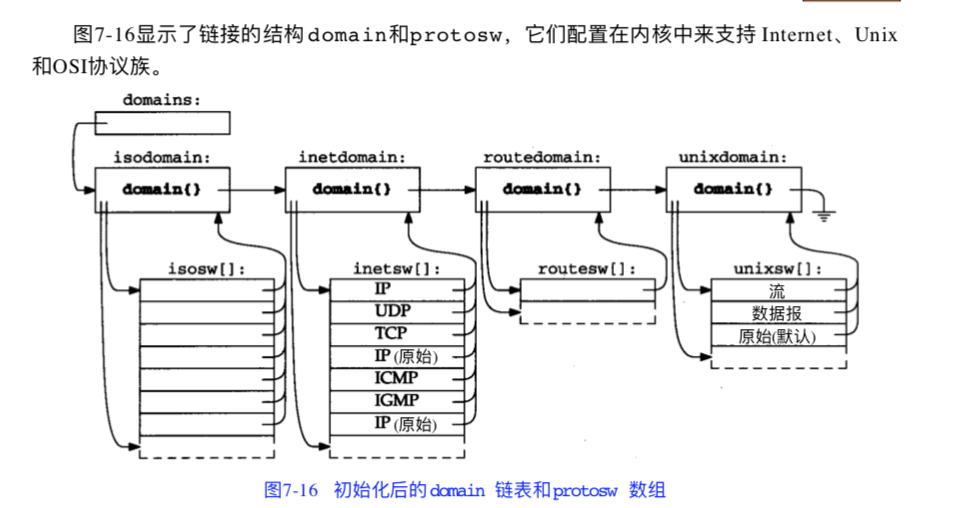 图7-16显示了链接的结构domain和protosw，它们配置在内核中来支持 Internet、Unix
和OSI协议族。
domains:
isodomain: inetdomain: routedomain: unixdomain:
domain{} domain{} domain{} domain{}
isosw[]: inetsw[]: routesw[]: unixsw[]:
IP 流
UDP 数据报
TCP 原始(默认)
IP (原始)
ICMP
IGMP
IP (原始)
图7-16 初始化后的domain 链表和protosw 数组